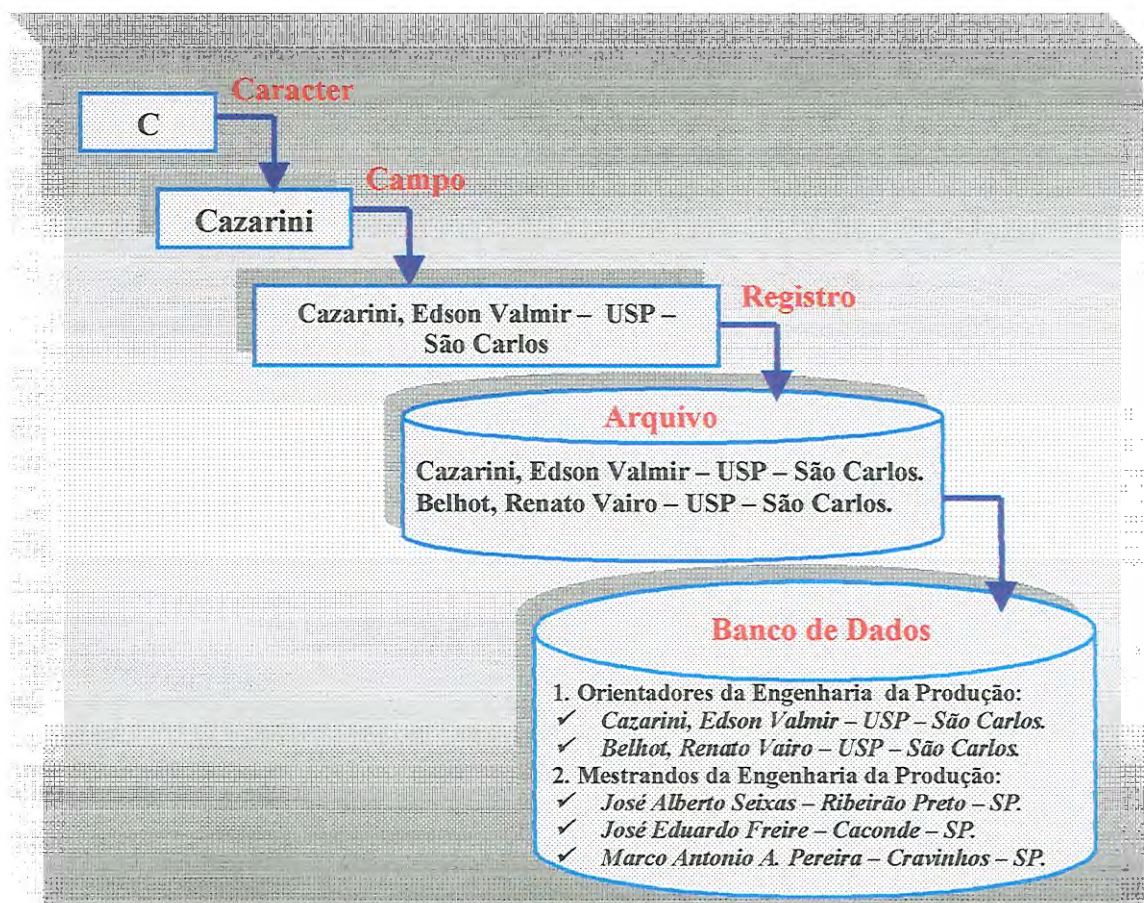 Caracter
C
Campo
Cazarini
Registro
Cazarini, Edson Valmir – USP –
São Carlos
Arquivo
Cazarini, Edson Valmir – USP – São Carlos.
Belhot, Renato Vairo – USP – São Carlos.
Banco de Dados
1. Orientadores da Engenharia da Produção:
✓ Cazarini, Edson Valmir – USP – São Carlos.
✓ Belhot, Renato Vairo – USP – São Carlos.
2. Mestrandos da Engenharia da Produção:
✓ José Alberto Seixas – Ribeirão Preto – SP.
✓ José Eduardo Freire – Caconde – SP.
✓ Marco Antonio A. Pereira – Cravinhos – SP.